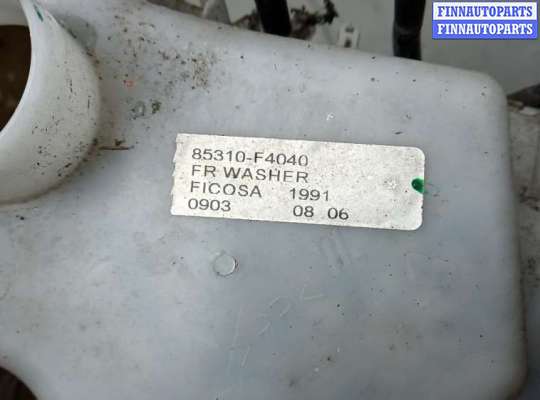 FINNAUTOPARTS
FINNAUTOPARTS
85310-F4040
FR WASHER
FICOSA 1991
0903 08 06